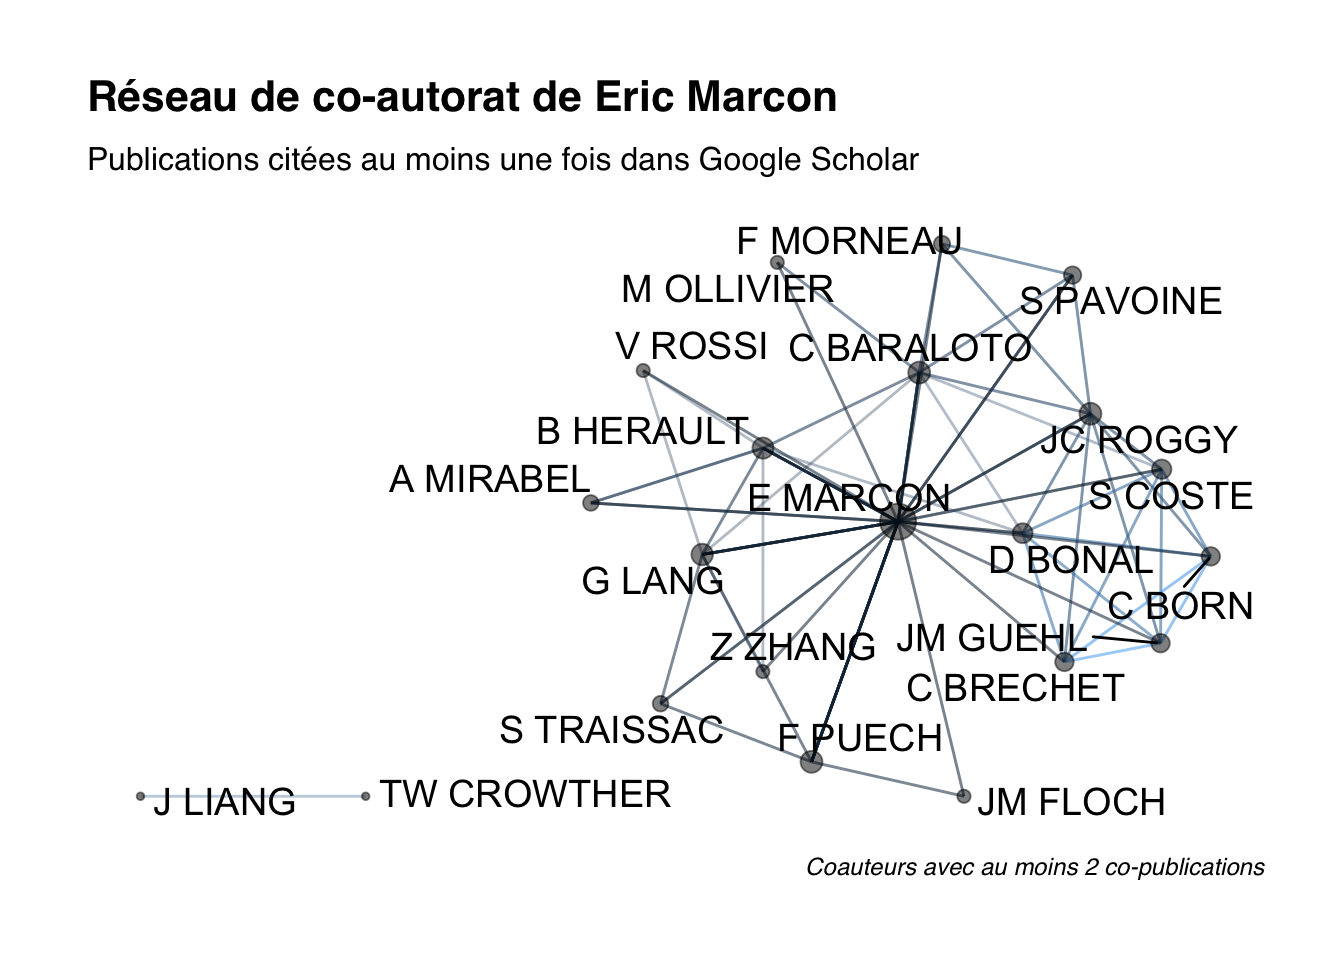 Réseau de co-autorat de Eric Marcon
Publications citées au moins une fois dans Google Scholar
F MORNEAU
M OLLIVIER
S PAVOINE
V ROSSI
C BARALOTO
B HERAULT
JC ROGGY
A MIRABEL
E MARCON
S COSTE
D BONAL
G LANG
C BORN
JM GUEHL
Z ZHANG
C BRECHET
S TRAISSAC
F PUECH
J LIANG
TW CROWTHER
JM FLOCH
Coauteurs avec au moins 2 co-publications